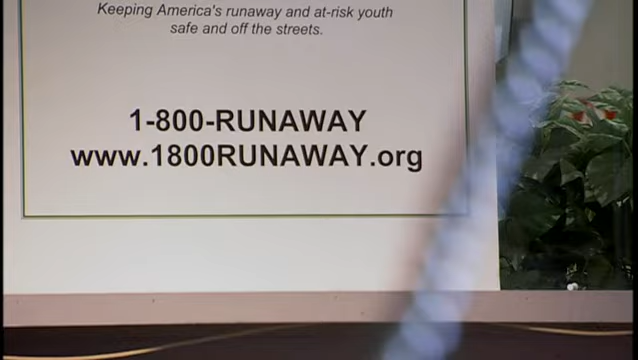 Keeping America's runaway and at-risk youth
safe and off the streets.
1-800-RUNAWAY
www.1800RUNAWAY.org